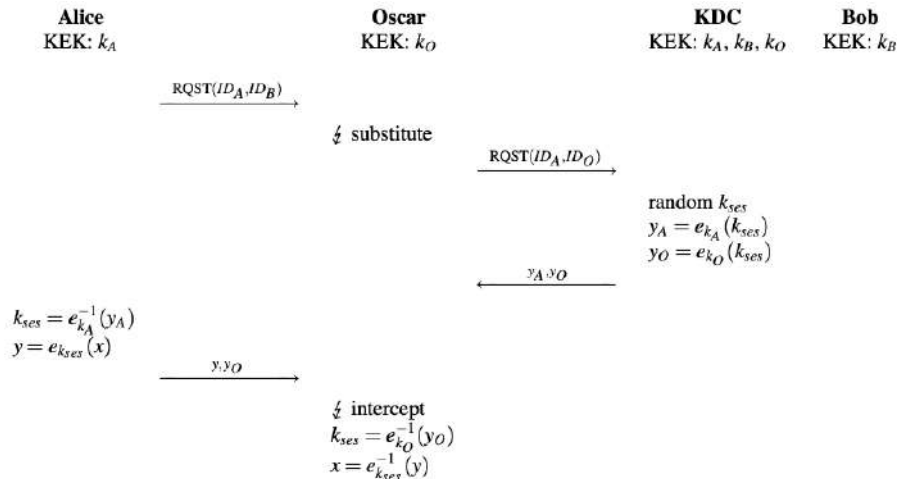 Alice Oscar KDC Bob
KEK: k_A KEK: k_O KEK: k_A, k_B, k_O KEK: k_B
RQST(ID_A,ID_B)
↯ substitute
RQST(ID_A,ID_O)
random k_ses
y_A = e_{k_A}(k_ses)
y_O = e_{k_O}(k_ses)
y_A,y_O
k_ses = e_{k_A}^{-1}(y_A)
y = e_{k_ses}(x)
y,y_O
↯ intercept
k_ses = e_{k_O}^{-1}(y_O)
x = e_{k_ses}^{-1}(y)